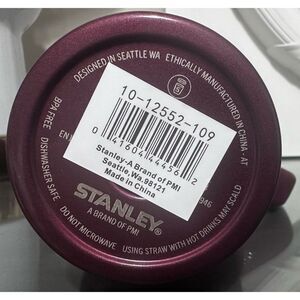 DESIGNED IN SEATTLE WA
ETHICALLY MANUFACTURED IN CHINA - AT
BPA FREE
DISHWASHER SAFE
DO NOT MICROWAVE
USING STRAW WITH HOT DRINKS MAY SCALD
10-12552-109
Stanley-A Brand of PMI
Seattle,Wa.98121
Made in China
STANLEY
A BRAND OF PMI